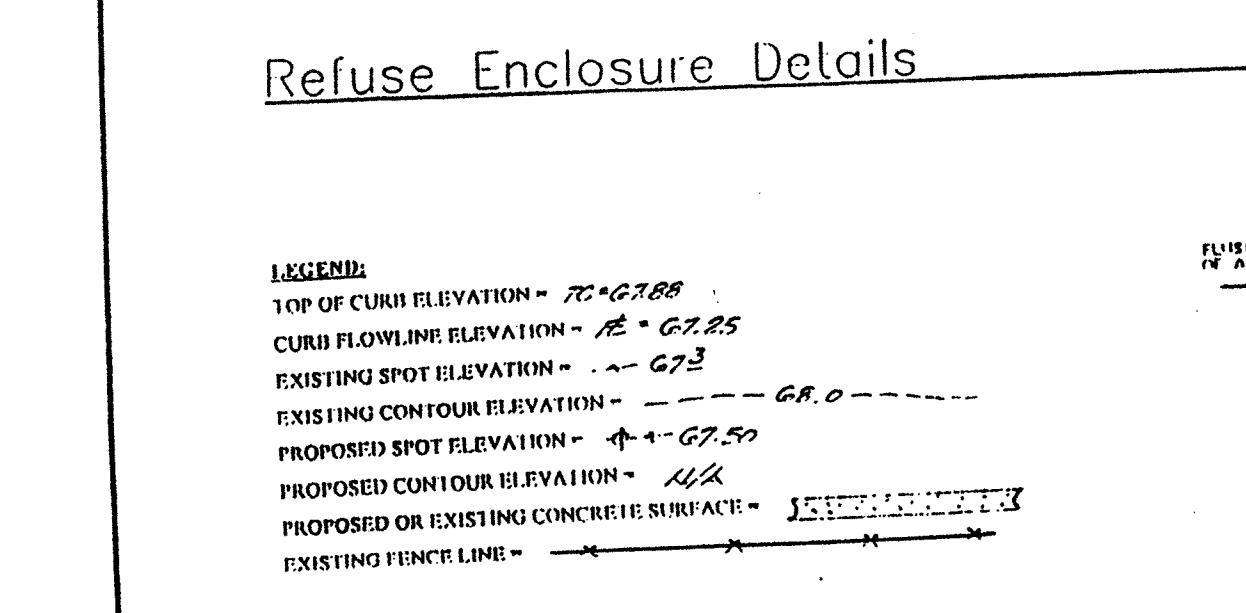 Refuse Enclosure Details
LEGEND:
TOP OF CURB ELEVATION = TC=67.88
CURB FLOWLINE ELEVATION = FL = 67.25
EXISTING SPOT ELEVATION = 67.3
EXISTING CONTOUR ELEVATION = 68.0
PROPOSED SPOT ELEVATION = 67.50
PROPOSED CONTOUR ELEVATION = N/A
PROPOSED OR EXISTING CONCRETE SURFACE =
EXISTING FENCE LINE =
OF A